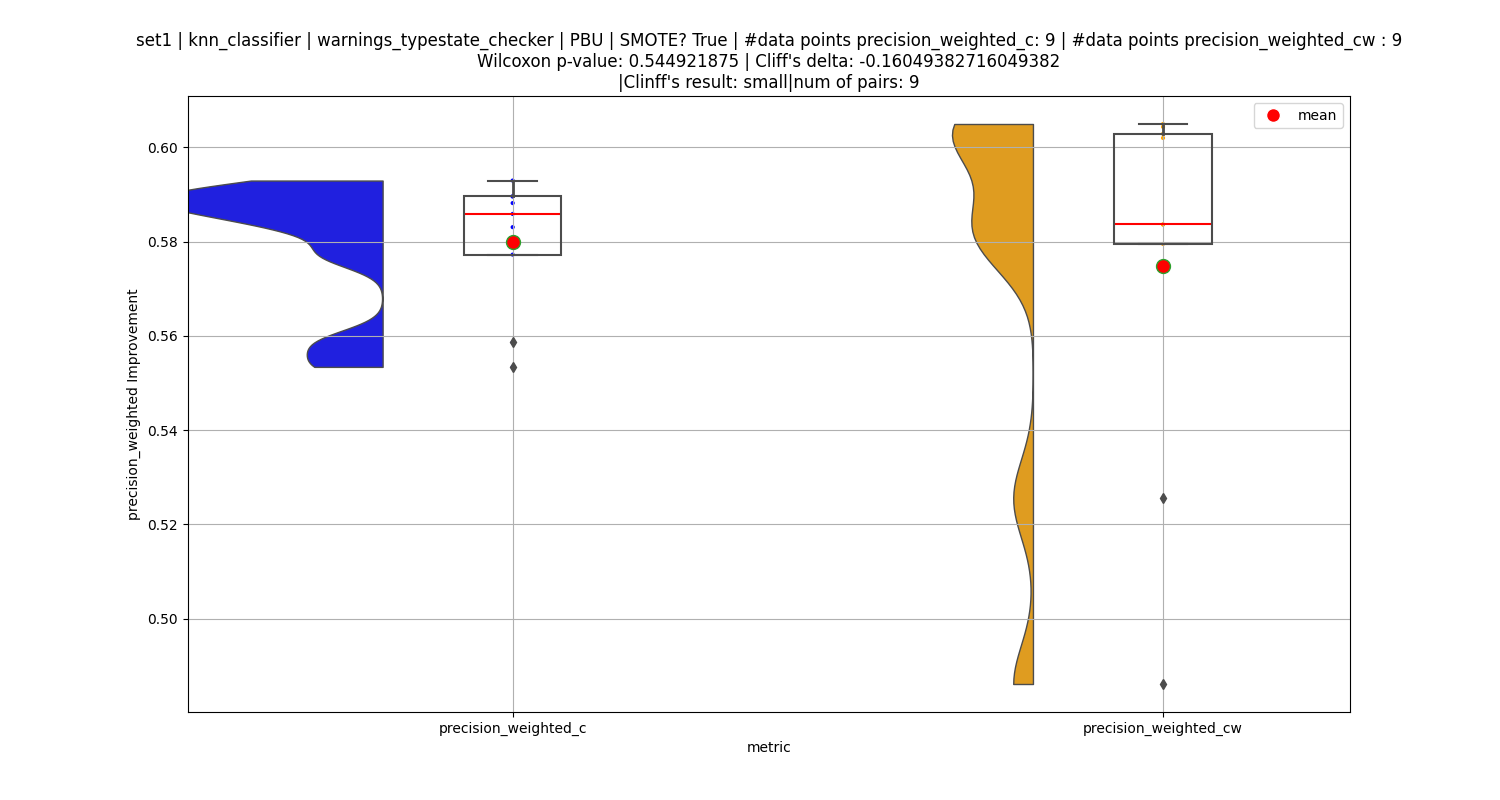 set1 | knn_classifier | warnings_typestate_checker | PBU | SMOTE? True | #data points precision_weighted_c: 9 | #data points precision_weighted_cw : 9
Wilcoxon p-value: 0.544921875 | Cliff's delta: -0.16049382716049382
|Clinff's result: small|num of pairs: 9
mean
0.60
0.58
0.56
0.54
0.52
0.50
precision_weighted Improvement
precision_weighted_c
precision_weighted_cw
metric